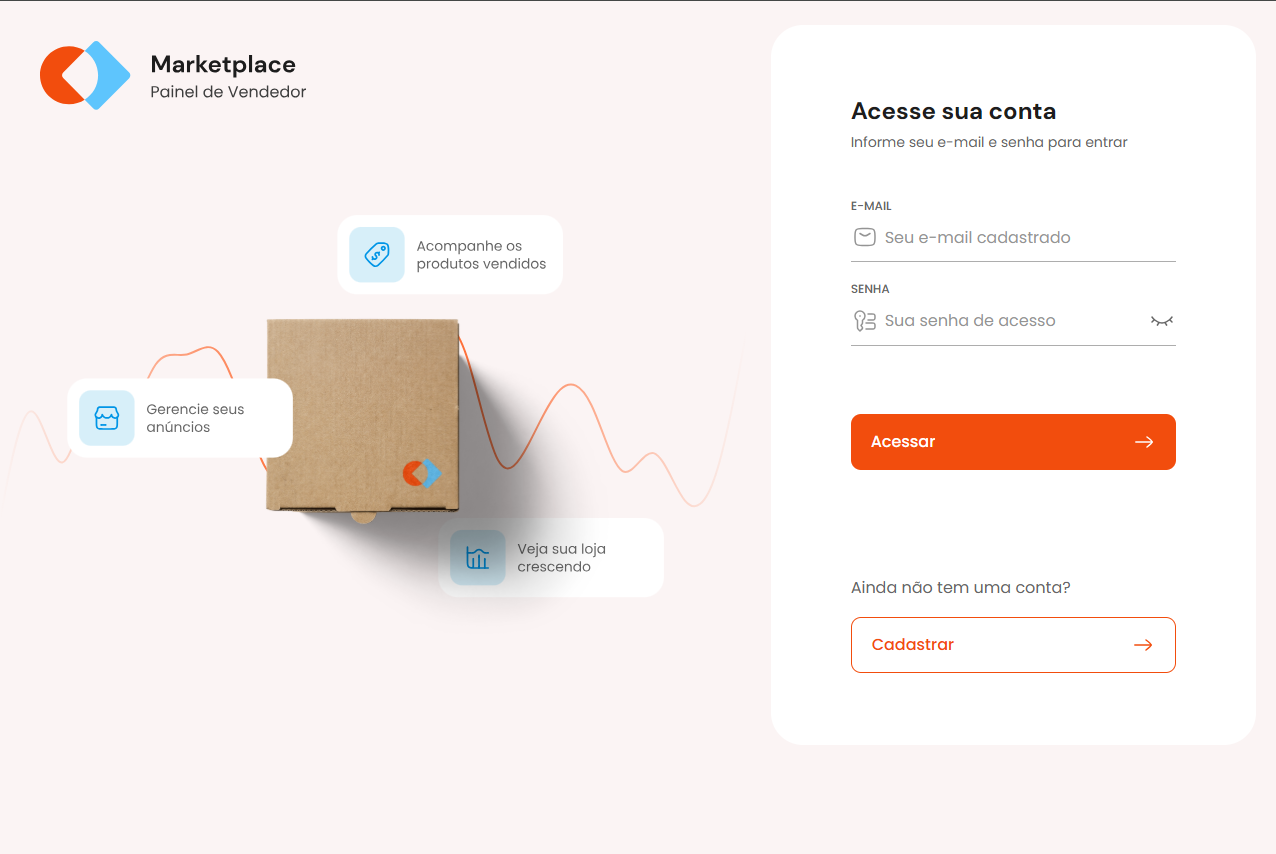 Marketplace
Painel de Vendedor
Acompanhe os
produtos vendidos
Gerencie seus
anúncios
Veja sua loja
crescendo
Acesse sua conta
Informe seu e-mail e senha para entrar
E-MAIL
Seu e-mail cadastrado
SENHA
Sua senha de acesso
Acessar
Ainda não tem uma conta?
Cadastrar